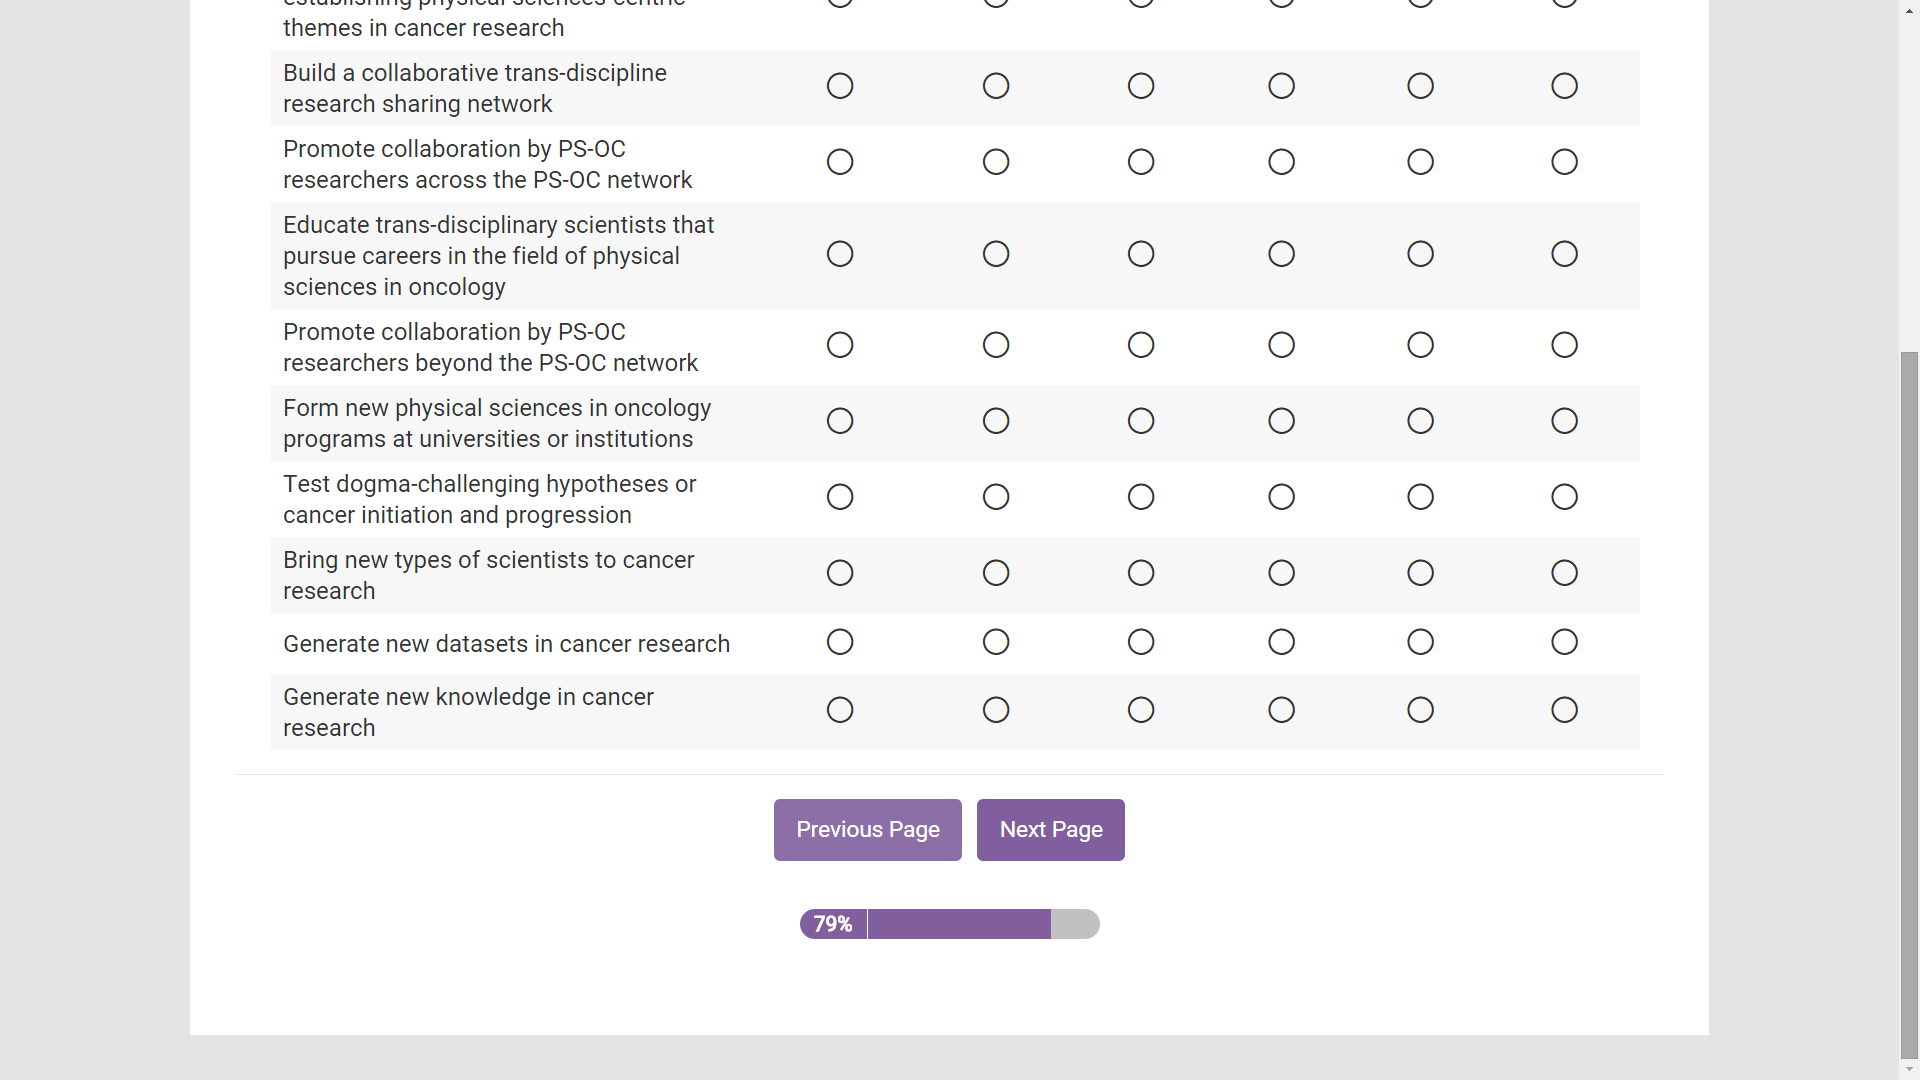 establishing physical sciences-centric
themes in cancer research
Build a collaborative trans-discipline
research sharing network
Promote collaboration by PS-OC
researchers across the PS-OC network
Educate trans-disciplinary scientists that
pursue careers in the field of physical
sciences in oncology
Promote collaboration by PS-OC
researchers beyond the PS-OC network
Form new physical sciences in oncology
programs at universities or institutions
Test dogma-challenging hypotheses or
cancer initiation and progression
Bring new types of scientists to cancer
research
Generate new datasets in cancer research
Generate new knowledge in cancer
research
Previous Page
Next Page
79%